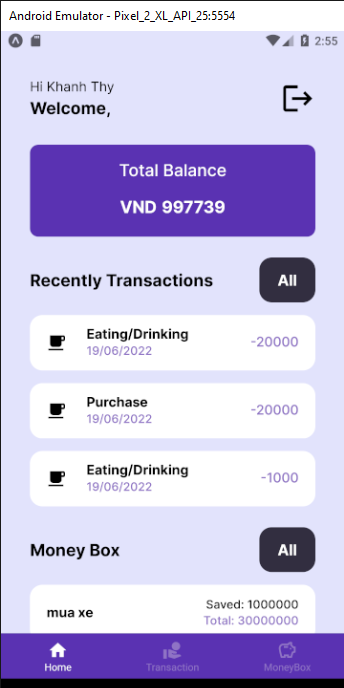 Android Emulator - Pixel_2_XL_API_25:5554
2:55
Hi Khanh Thy
Welcome,
Total Balance
VND 997739
Recently Transactions
All
Eating/Drinking
19/06/2022
-20000
Purchase
19/06/2022
-20000
Eating/Drinking
19/06/2022
-1000
Money Box
All
mua xe
Saved: 1000000
Total: 30000000
Home
Transaction
MoneyBox